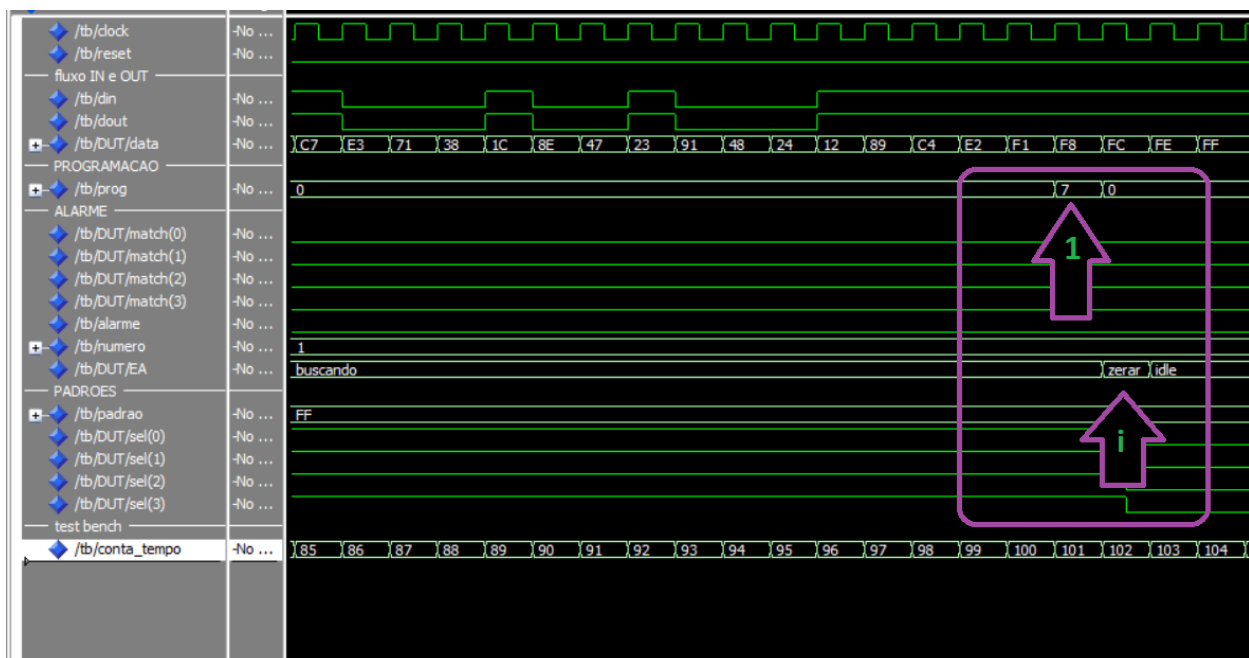 /tb/clock -No ...
/tb/reset -No ...
fluxo IN e OUT
/tb/din -No ...
/tb/dout -No ...
/tb/DUT/data -No ... C7 E3 71 38 1C 8E 47 23 91 48 24 12 89 C4 E2 F1 F8 FC FE FF
PROGRAMACAO
/tb/prog -No ... 0 7 0
ALARME
/tb/DUT/match(0) -No ...
/tb/DUT/match(1) -No ...
/tb/DUT/match(2) -No ...
/tb/DUT/match(3) -No ...
1
/tb/alarme -No ...
/tb/numero -No ... 1
/tb/DUT/EA -No ... buscando zerar idle
PADROES
/tb/padrao -No ... FF
/tb/DUT/sel(0) -No ...
i
/tb/DUT/sel(1) -No ...
/tb/DUT/sel(2) -No ...
/tb/DUT/sel(3) -No ...
test bench
/tb/conta_tempo -No ... 85 86 87 88 89 90 91 92 93 94 95 96 97 98 99 100 101 102 103 104